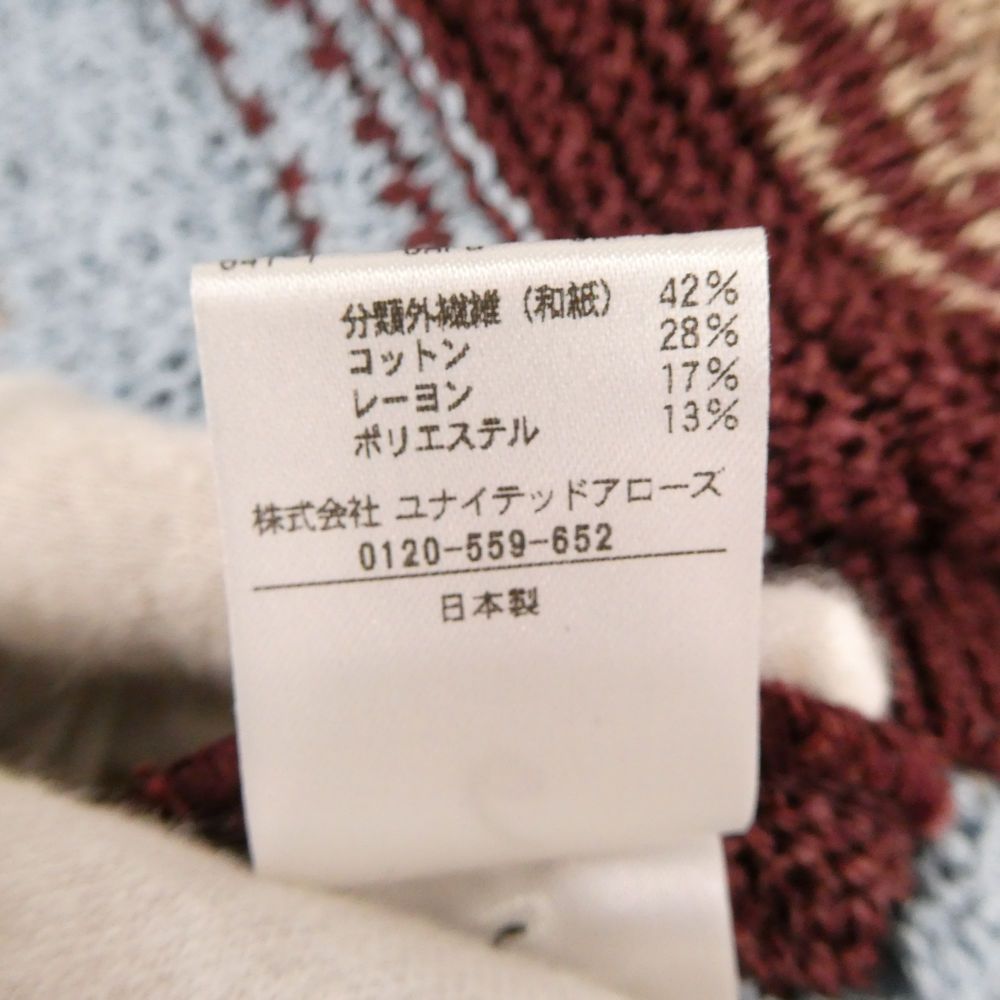 分類外繊維(和紙) 42%
コットン 28%
レーヨン 17%
ポリエステル 13%
株式会社 ユナイテッドアローズ
0120-559-652
日本製